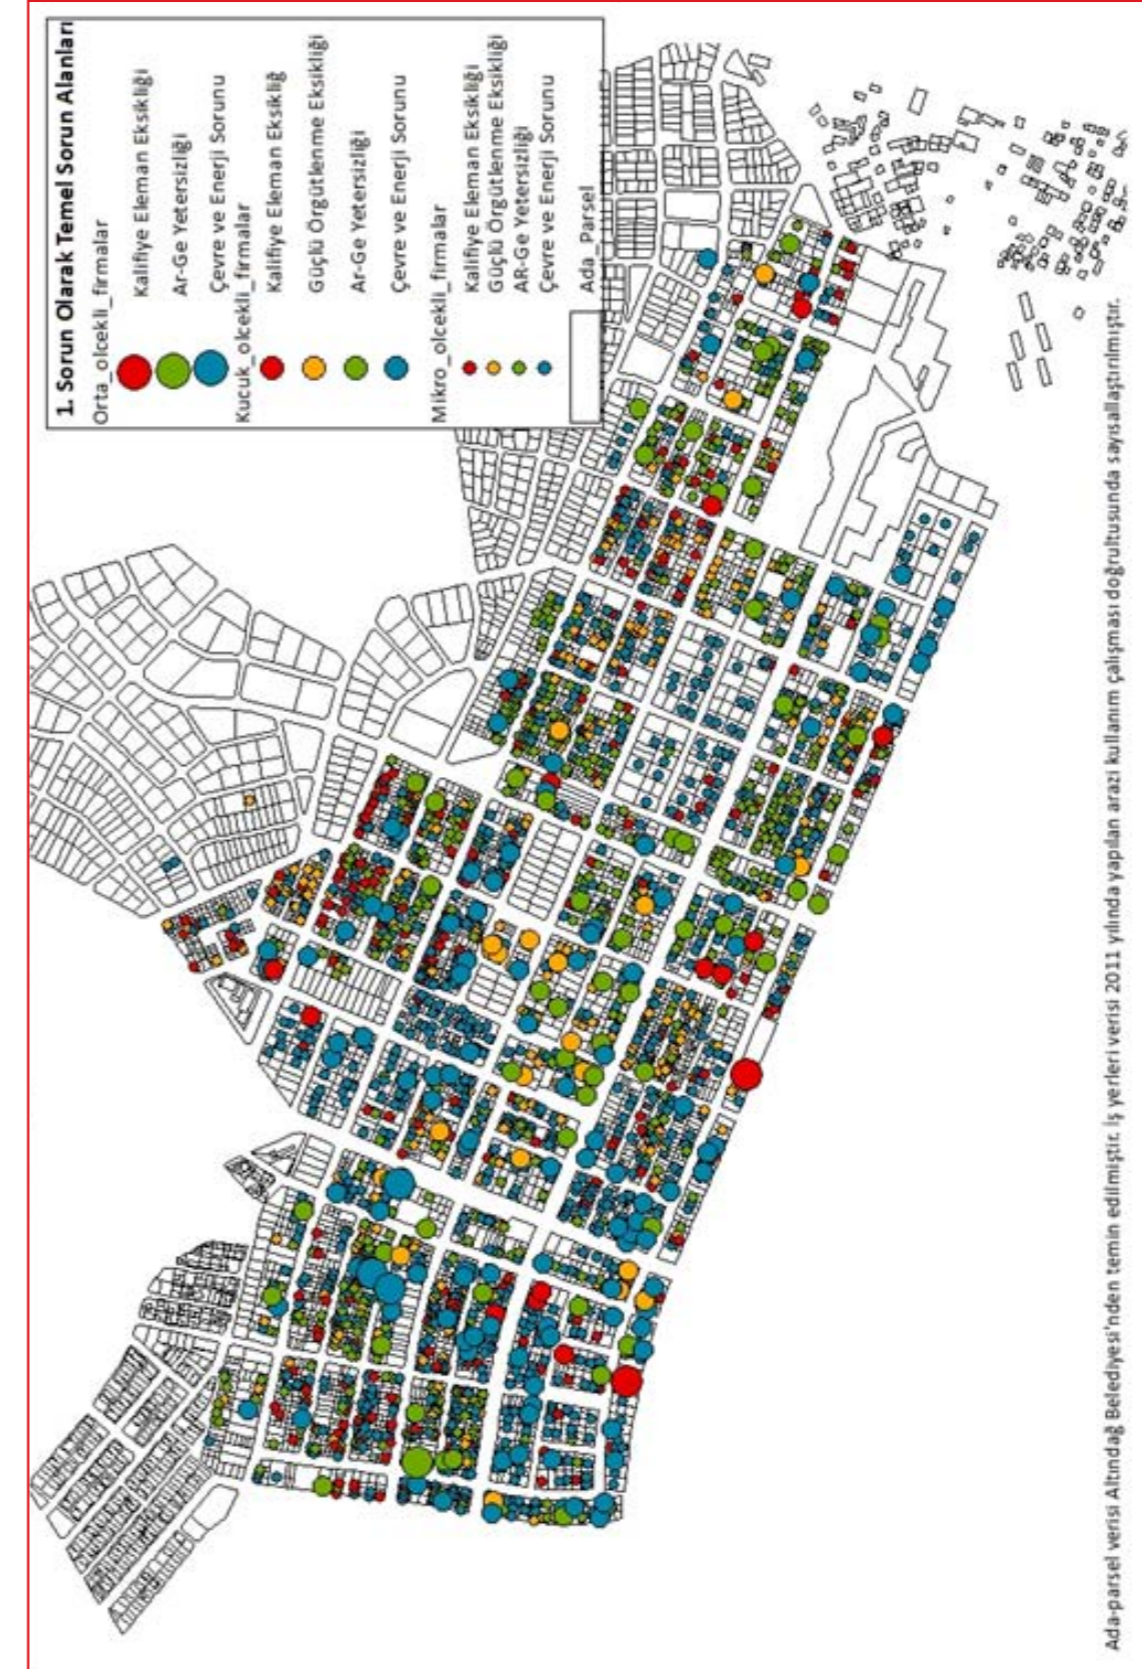 1. Sorun Olarak Temel Sorun Alanları
Orta_olcekli_firmalar
Kalifiye Eleman Eksikliği
Ar-Ge Yetersizliği
Çevre ve Enerji Sorunu
Kucuk_olcekli_firmalar
Kalifiye Eleman Eksikliğ
Güçlü Örgütlenme Eksikliği
Ar-Ge Yetersizliği
Çevre ve Enerji Sorunu
Mikro_olcekli_firmalar
Kalifiye Eleman Eksikliği
Güçlü Örgütlenme Eksikliği
AR-Ge Yetersizliği
Çevre ve Enerji Sorunu
Ada_Parsel
Ada-parsel verisi Altındağ Belediyesi'nden temin edilmiştir. İş yerleri verisi 2011 yılında yapılan arazi kullanım çalışması doğrultusunda sayısallaştırılmıştır.